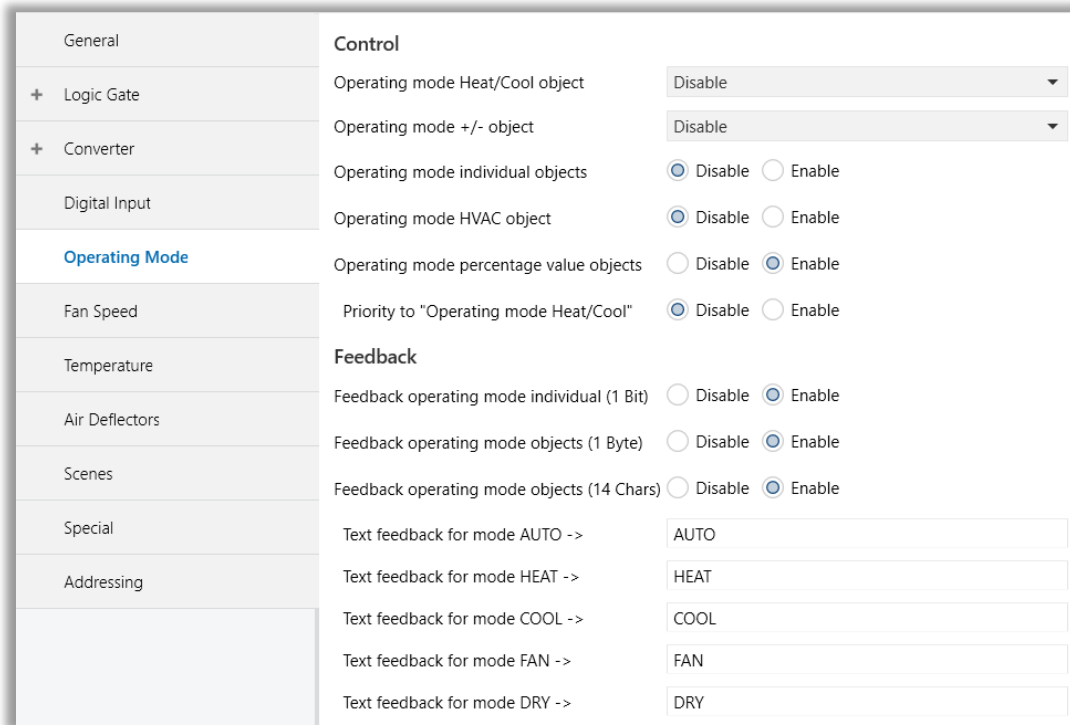 General
+ Logic Gate
+ Converter
Digital Input
Operating Mode
Fan Speed
Temperature
Air Deflectors
Scenes
Special
Addressing
Control
Operating mode Heat/Cool object Disable
Operating mode +/- object Disable
Operating mode individual objects Disable Enable
Operating mode HVAC object Disable Enable
Operating mode percentage value objects Disable Enable
Priority to "Operating mode Heat/Cool" Disable Enable
Feedback
Feedback operating mode individual (1 Bit) Disable Enable
Feedback operating mode objects (1 Byte) Disable Enable
Feedback operating mode objects (14 Chars) Disable Enable
Text feedback for mode AUTO -> AUTO
Text feedback for mode HEAT -> HEAT
Text feedback for mode COOL -> COOL
Text feedback for mode FAN -> FAN
Text feedback for mode DRY -> DRY